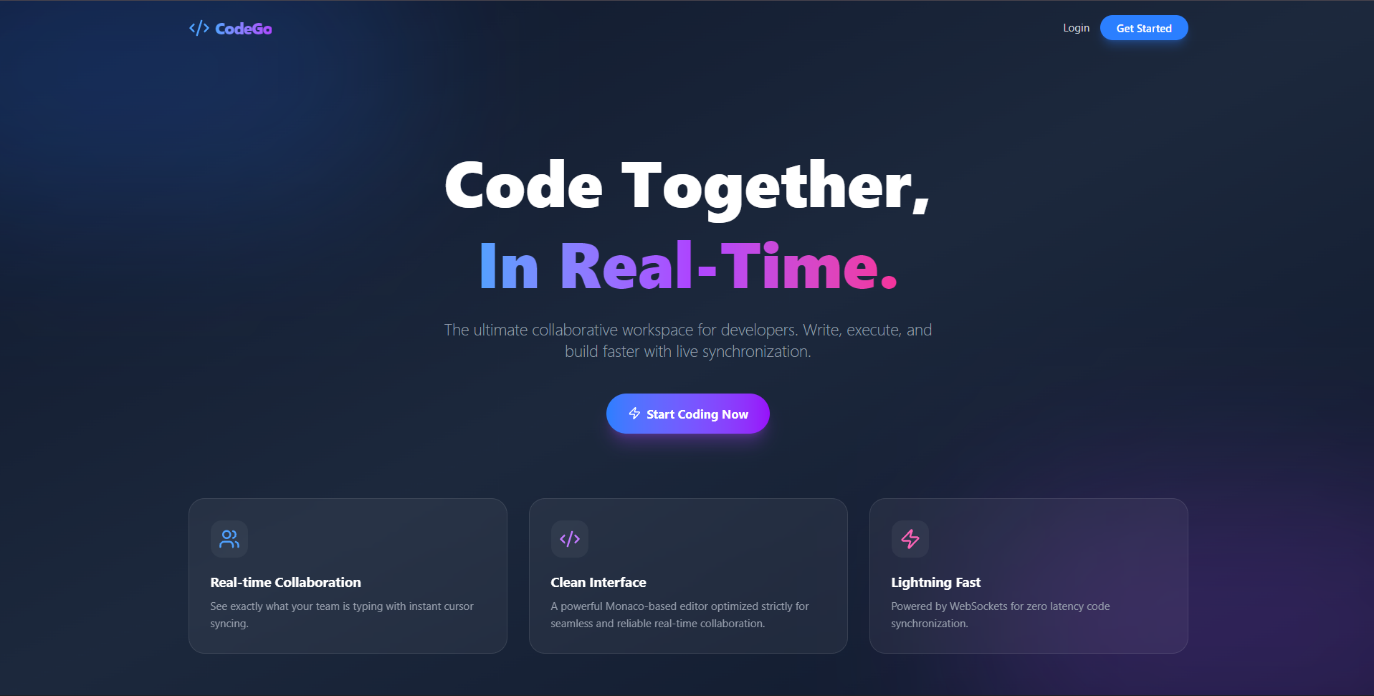 CodeGo
Login
Get Started
Code Together,
In Real-Time.
The ultimate collaborative workspace for developers. Write, execute, and
build faster with live synchronization.
Start Coding Now
Real-time Collaboration
See exactly what your team is typing with instant cursor
syncing.
Clean Interface
A powerful Monaco-based editor optimized strictly for
seamless and reliable real-time collaboration.
Lightning Fast
Powered by WebSockets for zero latency code
synchronization.